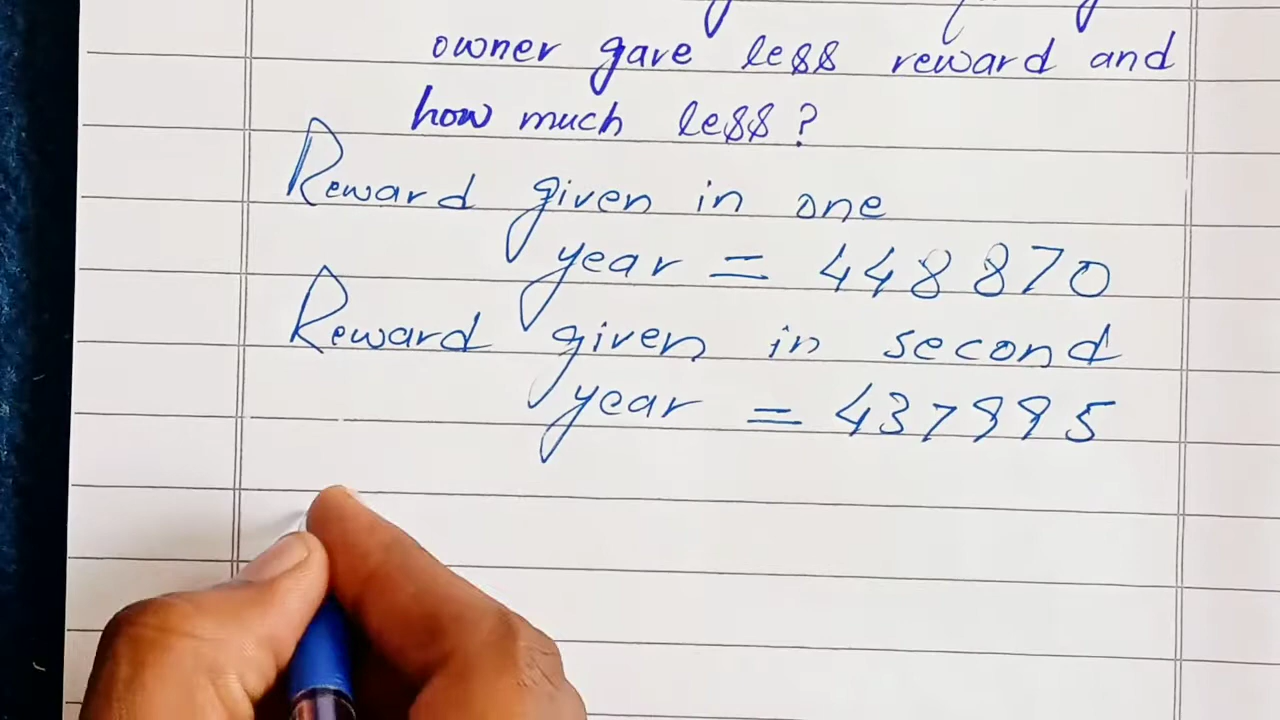 owner gave less reward and
how much less?
Reward given in one
year = 448870
Reward given in second
year = 437995